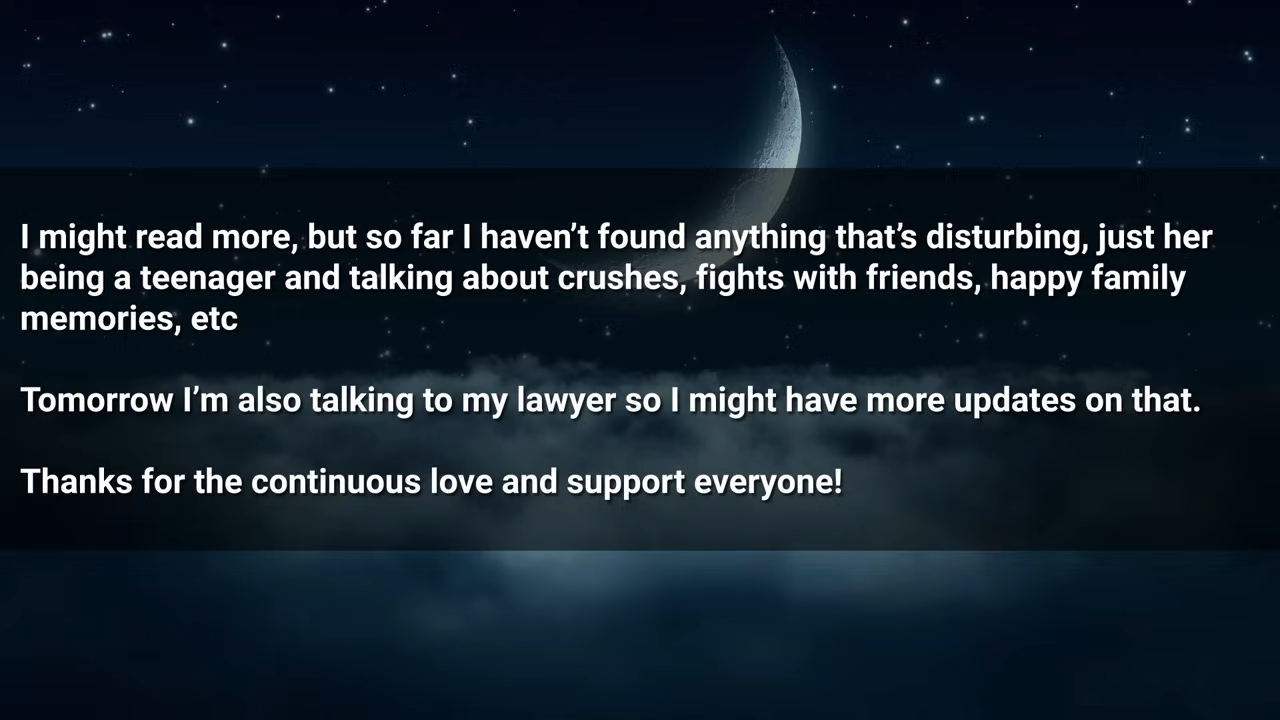 I might read more, but so far I haven’t found anything that’s disturbing, just her
being a teenager and talking about crushes, fights with friends, happy family
memories, etc
Tomorrow I’m also talking to my lawyer so I might have more updates on that.
Thanks for the continuous love and support everyone!